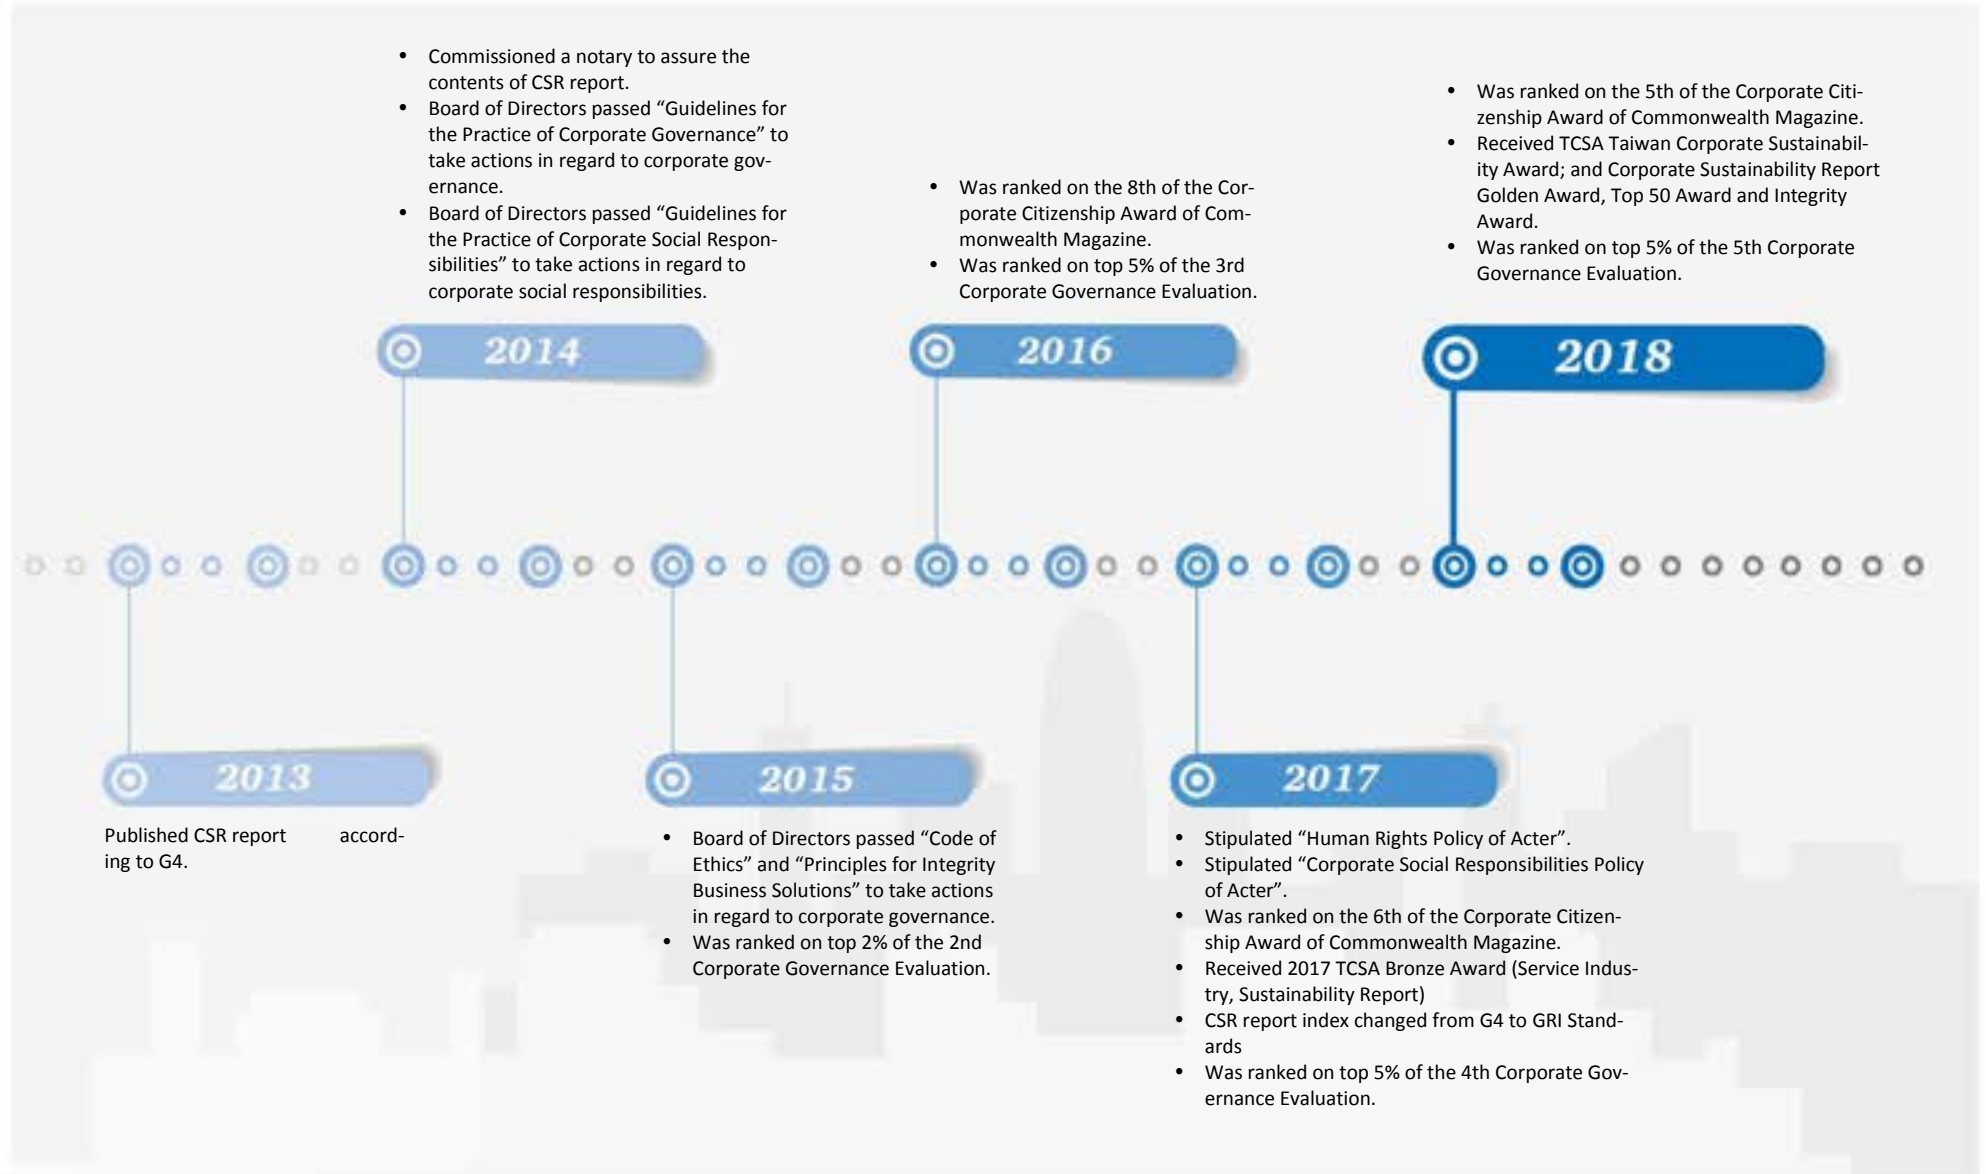 • Commissioned a notary to assure the
contents of CSR report.
• Board of Directors passed “Guidelines for
the Practice of Corporate Governance” to
take actions in regard to corporate gov-
ernance.
• Board of Directors passed “Guidelines for
the Practice of Corporate Social Respon-
sibilities” to take actions in regard to
corporate social responsibilities.
2014
• Was ranked on the 8th of the Cor-
porate Citizenship Award of Com-
monwealth Magazine.
• Was ranked on top 5% of the 3rd
Corporate Governance Evaluation.
2016
• Was ranked on the 5th of the Corporate Citi-
zenship Award of Commonwealth Magazine.
• Received TCSA Taiwan Corporate Sustainabil-
ity Award; and Corporate Sustainability Report
Golden Award, Top 50 Award and Integrity
Award.
• Was ranked on top 5% of the 5th Corporate
Governance Evaluation.
2018
2013
Published CSR report accord-
ing to G4.
2015
• Board of Directors passed “Code of
Ethics” and “Principles for Integrity
Business Solutions” to take actions
in regard to corporate governance.
• Was ranked on top 2% of the 2nd
Corporate Governance Evaluation.
2017
• Stipulated “Human Rights Policy of Acter”.
• Stipulated “Corporate Social Responsibilities Policy
of Acter”.
• Was ranked on the 6th of the Corporate Citizen-
ship Award of Commonwealth Magazine.
• Received 2017 TCSA Bronze Award (Service Indus-
try, Sustainability Report)
• CSR report index changed from G4 to GRI Stand-
ards
• Was ranked on top 5% of the 4th Corporate Gov-
ernance Evaluation.